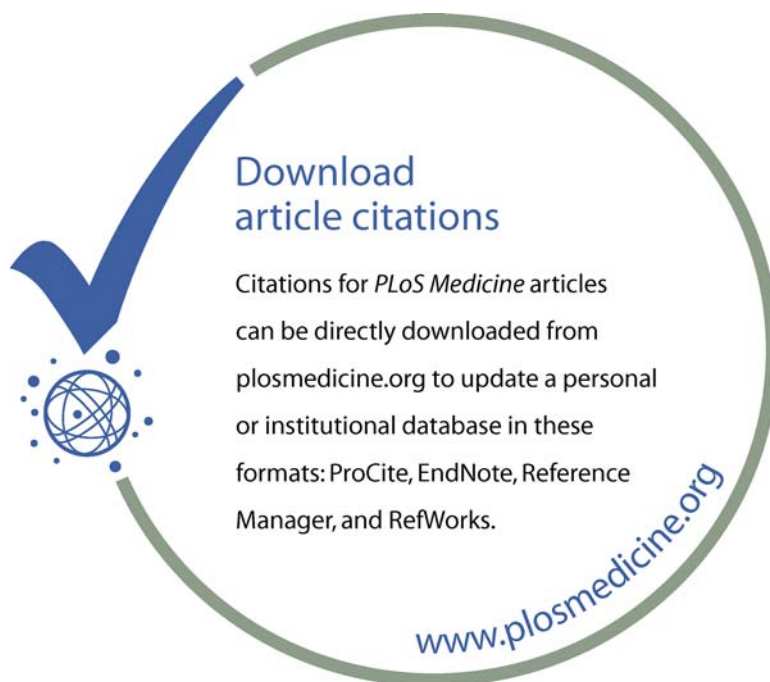 Download
article citations
Citations for PLoS Medicine articles
can be directly downloaded from
plosmedicine.org to update a personal
or institutional database in these
formats: ProCite, EndNote, Reference
Manager, and RefWorks.
www.plosmedicine.org